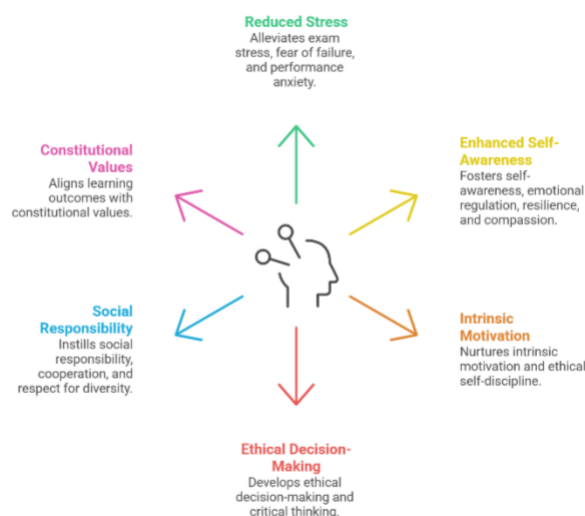 Reduced Stress
Alleviates exam
stress, fear of failure,
and performance
anxiety.
Enhanced Self-
Awareness
Fosters self-
awareness, emotional
regulation, resilience,
and compassion.
Intrinsic
Motivation
Nurtures intrinsic
motivation and ethical
self-discipline.
Ethical Decision-
Making
Develops ethical
decision-making and
critical thinking.
Social
Responsibility
Instills social
responsibility,
cooperation, and
respect for diversity.
Constitutional
Values
Aligns learning
outcomes with
constitutional values.